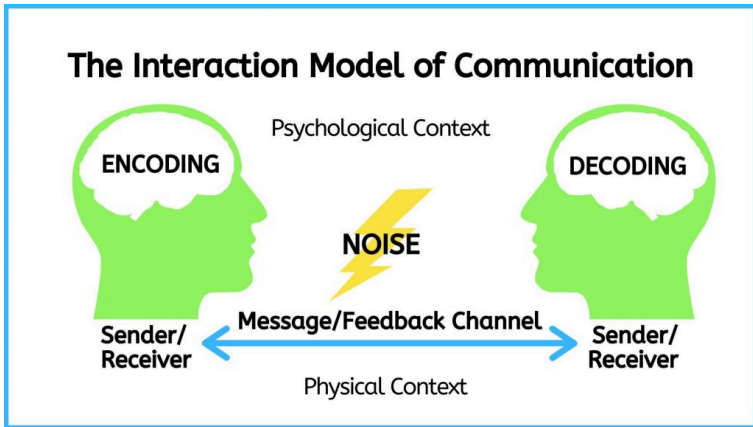 The Interaction Model of Communication
Psychological Context
ENCODING
DECODING
NOISE
Message/Feedback Channel
Sender/
Receiver
Sender/
Receiver
Physical Context